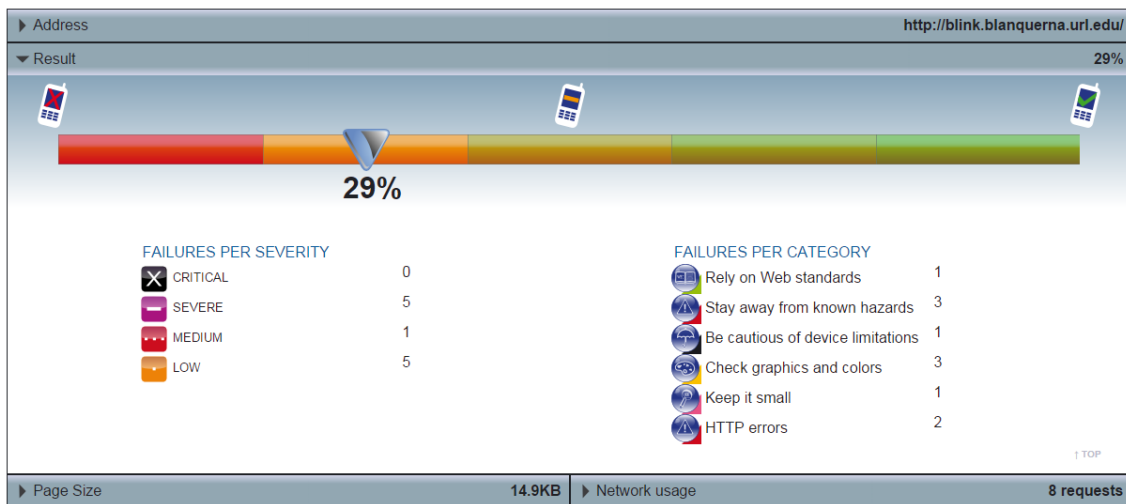 Address http://blink.blanquerna.url.edu/
Result 29%
29%
FAILURES PER SEVERITY
CRITICAL 0
SEVERE 5
MEDIUM 1
LOW 5
FAILURES PER CATEGORY
Rely on Web standards 1
Stay away from known hazards 3
Be cautious of device limitations 1
Check graphics and colors 3
Keep it small 1
HTTP errors 2
↑ TOP
Page Size 14.9KB
Network usage 8 requests